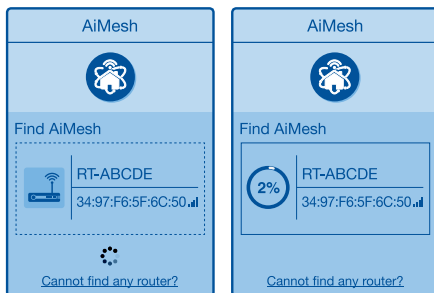 AiMesh
Find AiMesh
RT-ABCDE
34:97:F6:5F:6C:50
Cannot find any router?
AiMesh
Find AiMesh
2%
RT-ABCDE
34:97:F6:5F:6C:50
Cannot find any router?